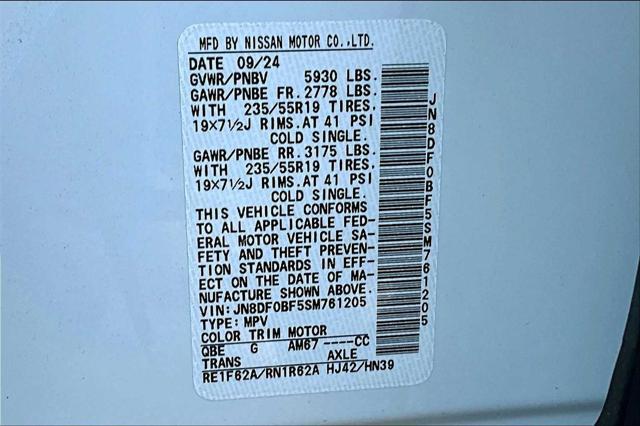 MFD BY NISSAN MOTOR CO.,LTD.
DATE 09/24
GVWR/PNBV 5930 LBS.
GAWR/PNBE FR. 2778 LBS.
WITH 235/55R19 TIRES,
19×7½J RIMS.AT 41 PSI
COLD SINGLE.
GAWR/PNBE RR. 3175 LBS.
WITH 235/55R19 TIRES,
19×7½J RIMS.AT 41 PSI
COLD SINGLE.
THIS VEHICLE CONFORMS
TO ALL APPLICABLE FED-
ERAL MOTOR VEHICLE SA-
FETY AND THEFT PREVEN-
TION STANDARDS IN EFF-
ECT ON THE DATE OF MA-
NUFACTURE SHOWN ABOVE.
VIN:JN8DF0BF5SM761205
TYPE:MPV
COLOR TRIM MOTOR
QBE G AM67 ----CC
TRANS AXLE
RE1F62A/RN1R62A HJ42/HN39
JN8DF0BF5SM761205